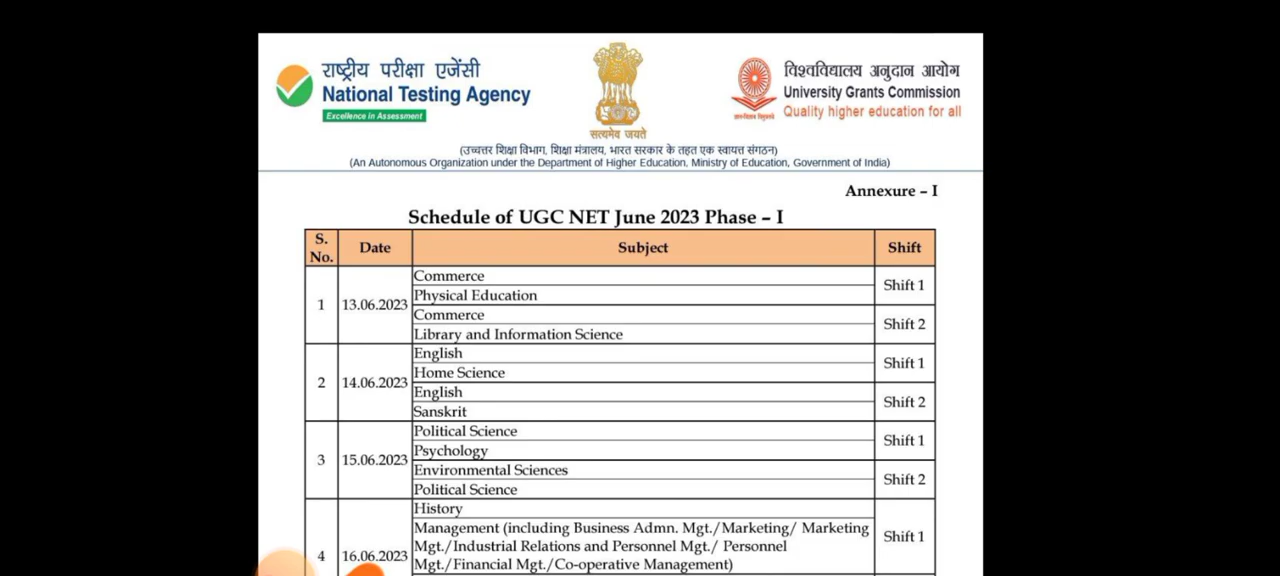 राष्ट्रीय परीक्षा एजेंसी
National Testing Agency
Excellence in Assessment
सत्यमेव जयते
विश्वविद्यालय अनुदान आयोग
University Grants Commission
Quality higher education for all
(उच्चत्तर शिक्षा विभाग, शिक्षा मंत्रालय, भारत सरकार के तहत एक स्वायत्त संगठन)
(An Autonomous Organization under the Department of Higher Education, Ministry of Education, Government of India)
Annexure – I
Schedule of UGC NET June 2023 Phase – I
S. No. Date Subject Shift
1 13.06.2023
Commerce
Physical Education
Shift 1
Commerce
Library and Information Science
Shift 2
2 14.06.2023
English
Home Science
Shift 1
English
Sanskrit
Shift 2
3 15.06.2023
Political Science
Psychology
Shift 1
Environmental Sciences
Political Science
Shift 2
4 16.06.2023
History
Management (including Business Admn. Mgt./Marketing/ Marketing
Mgt./Industrial Relations and Personnel Mgt./ Personnel
Mgt./Financial Mgt./Co-operative Management)
Shift 1